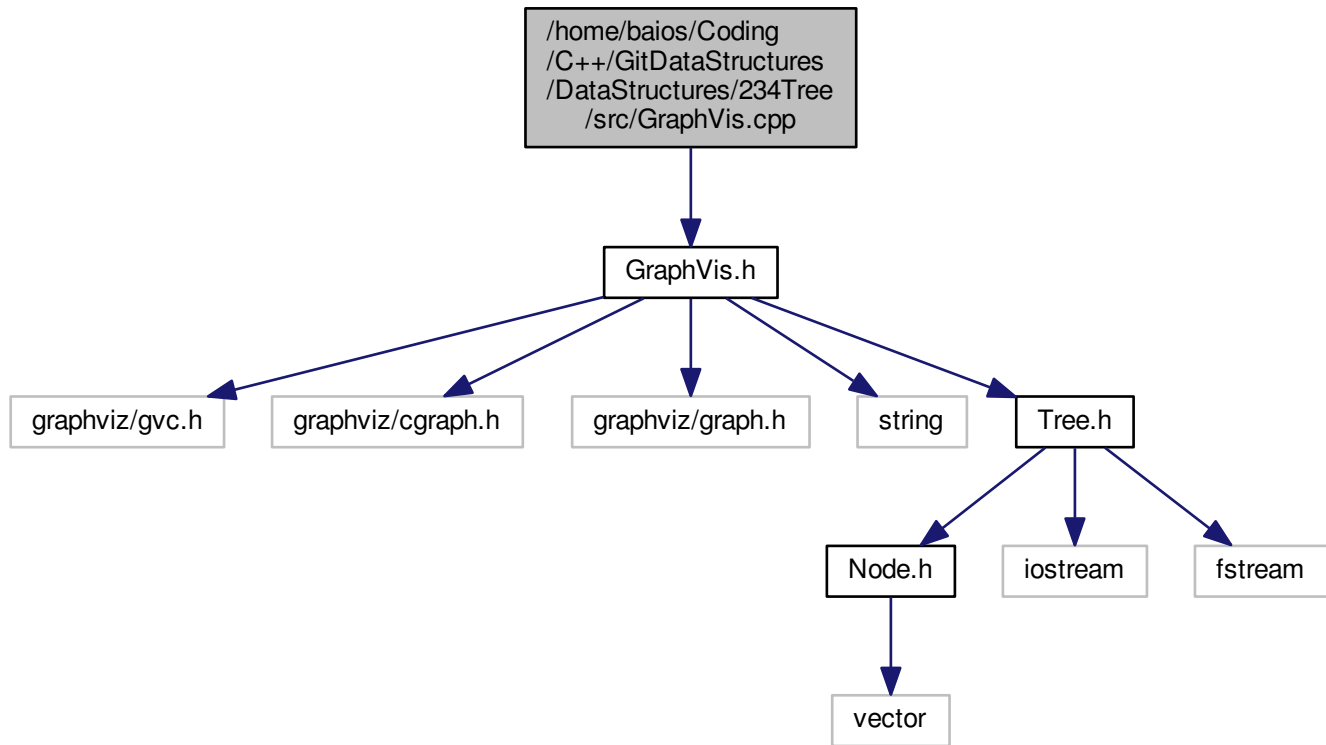 /home/baios/Coding
/C++/GitDataStructures
/DataStructures/234Tree
/src/GraphVis.cpp
GraphVis.h
graphviz/gvc.h
graphviz/cgraph.h
graphviz/graph.h
string
Tree.h
Node.h
iostream
fstream
vector